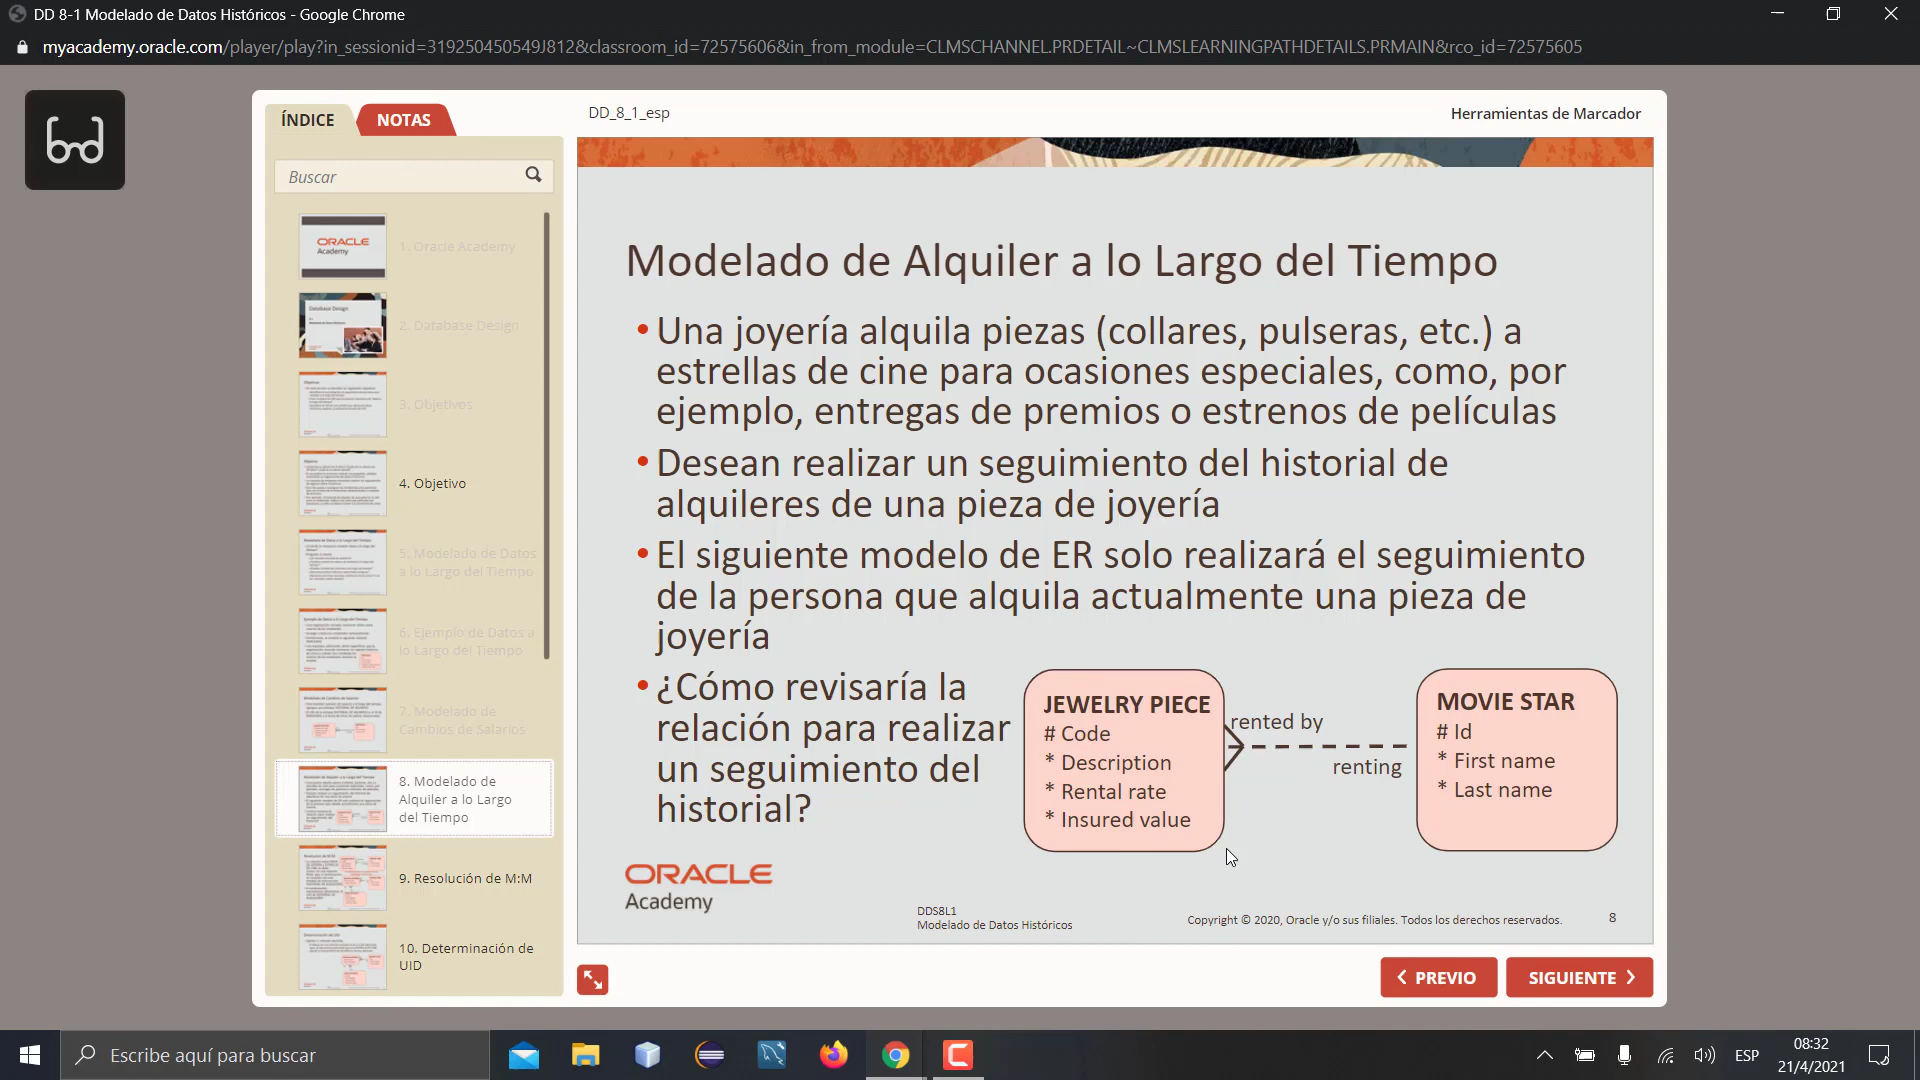 DD 8-1 Modelado de Datos Históricos - Google Chrome
myacademy.oracle.com/player/play?in_sessionid=319250450549J812&classroom_id=72575606&in_from_module=CLMSCHANNEL.PRDETAIL~CLMSLEARNINGPATHDETAILS.PRMAIN&rco_id=72575605
ÍNDICE
NOTAS
DD_8_1_esp
Herramientas de Marcador
Buscar
ORACLE
Academy
1. Oracle Academy
Database Design
2. Database Design
3. Objetivos
4. Objetivo
5. Modelado de Datos
a lo Largo del Tiempo
6. Ejemplo de Datos a
lo Largo del Tiempo
7. Modelado de
Cambios de Salarios
8. Modelado de
Alquiler a lo Largo
del Tiempo
9. Resolución de M:M
10. Determinación de
UID
Modelado de Alquiler a lo Largo del Tiempo
• Una joyería alquila piezas (collares, pulseras, etc.) a
estrellas de cine para ocasiones especiales, como, por
ejemplo, entregas de premios o estrenos de películas
• Desean realizar un seguimiento del historial de
alquileres de una pieza de joyería
• El siguiente modelo de ER solo realizará el seguimiento
de la persona que alquila actualmente una pieza de
joyería
• ¿Cómo revisaría la
relación para realizar
un seguimiento del
historial?
JEWELRY PIECE
# Code
* Description
* Rental rate
* Insured value
rented by
renting
MOVIE STAR
# Id
* First name
* Last name
ORACLE
Academy
DDS8L1
Modelado de Datos Históricos
Copyright © 2020, Oracle y/o sus filiales. Todos los derechos reservados.
8
PREVIO
SIGUIENTE
Escribe aquí para buscar
ESP
08:32
21/4/2021